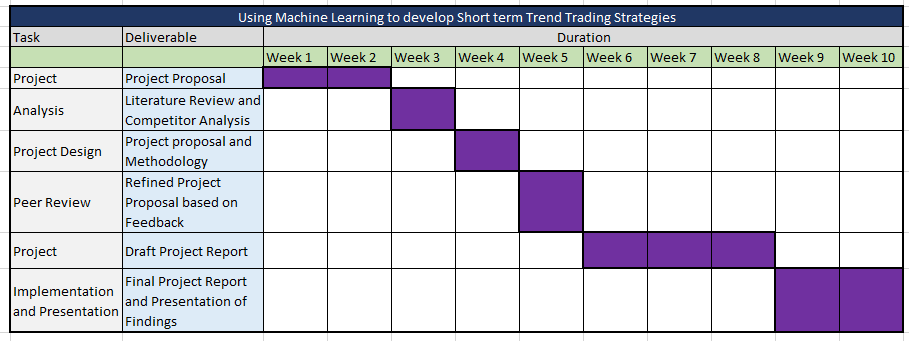 Using Machine Learning to develop Short term Trend Trading Strategies
Task Deliverable Duration
Week 1 Week 2 Week 3 Week 4 Week 5 Week 6 Week 7 Week 8 Week 9 Week 10
Project Project Proposal
Analysis Literature Review and
Competitor Analysis
Project Design Project proposal and
Methodology
Peer Review Refined Project
Proposal based on
Feedback
Project Draft Project Report
Implementation
and Presentation Final Project Report
and Presentation of
Findings